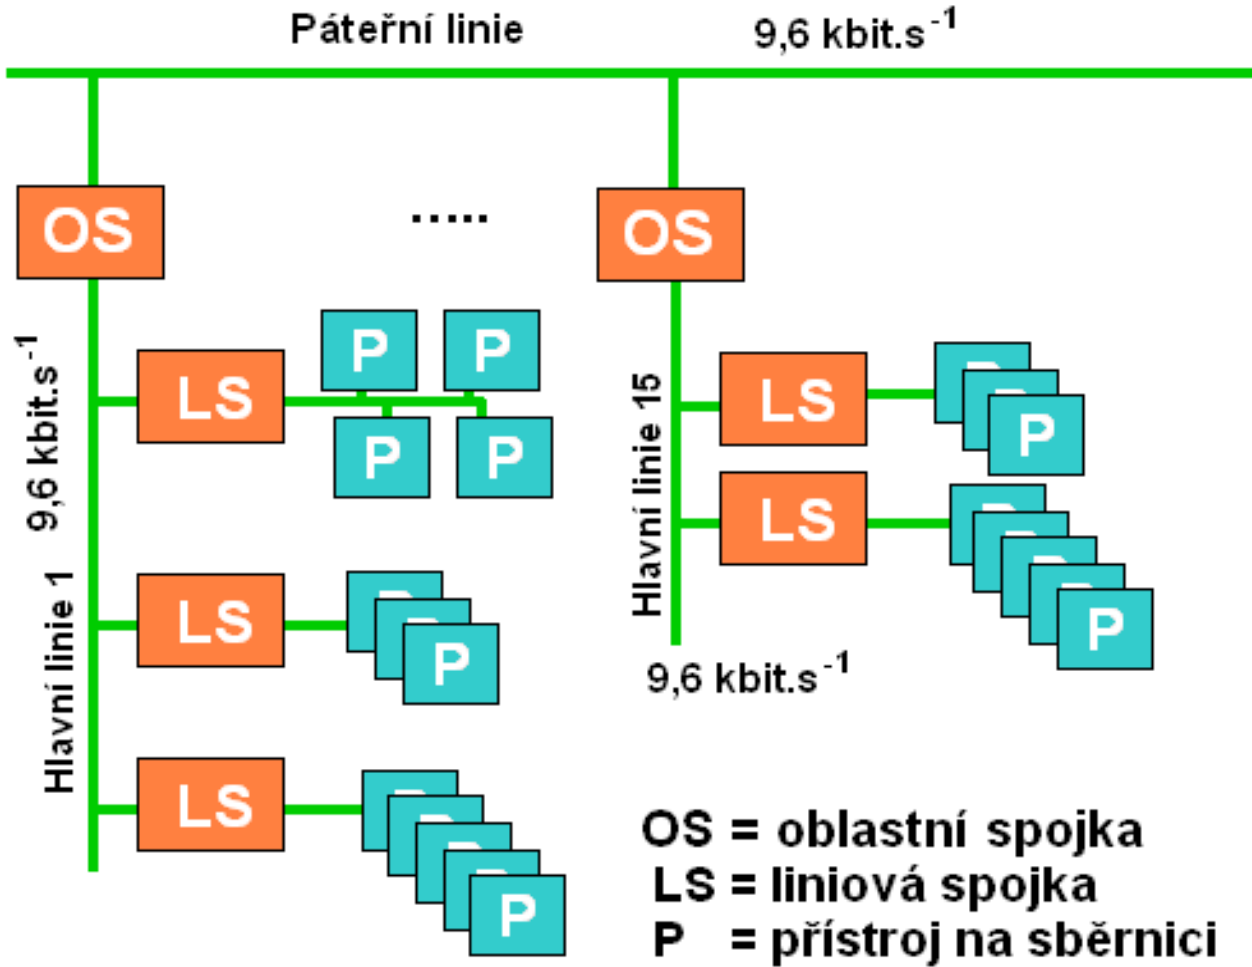 Páteřní linie 9,6 kbit.s⁻¹
OS
.....
OS
9,6 kbit.s⁻¹
Hlavní linie 1
LS
P
P
P
P
LS
P
LS
P
Hlavní linie 15
LS
P
LS
P
9,6 kbit.s⁻¹
OS = oblastní spojka
LS = liniová spojka
P = přístroj na sběrnici